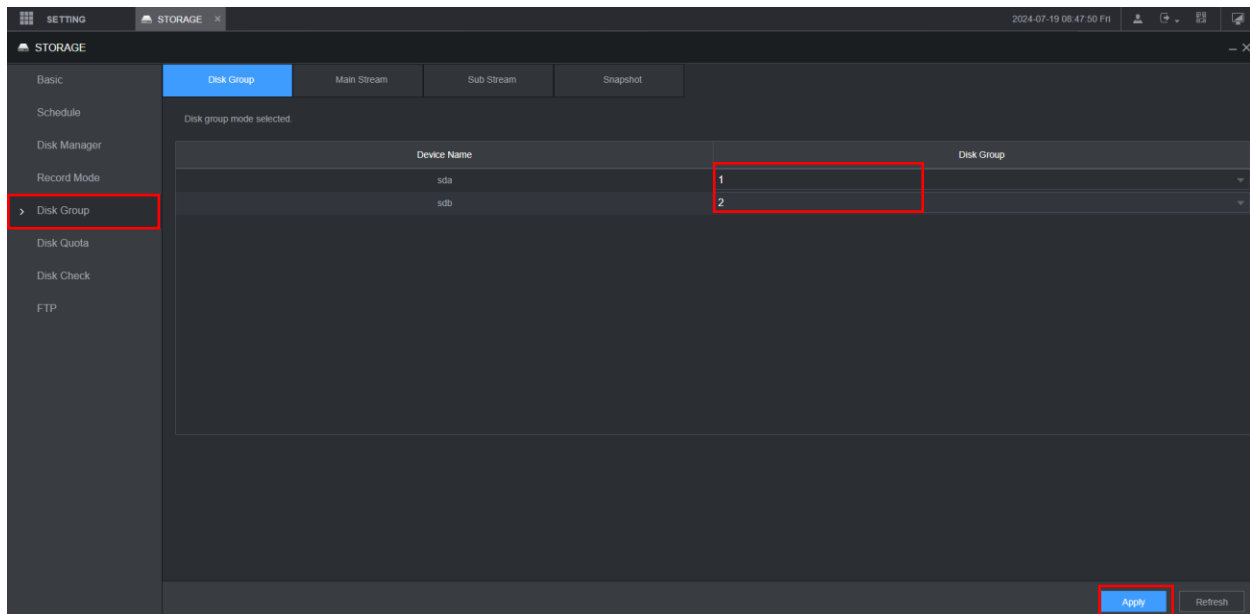 SETTING STORAGE × 2024-07-19 08:47:50 Fri
STORAGE
Basic
Schedule
Disk Manager
Record Mode
Disk Group
Disk Quota
Disk Check
FTP
Disk Group Main Stream Sub Stream Snapshot
Disk group mode selected.
Device Name Disk Group
sda 1
sdb 2
Apply Refresh